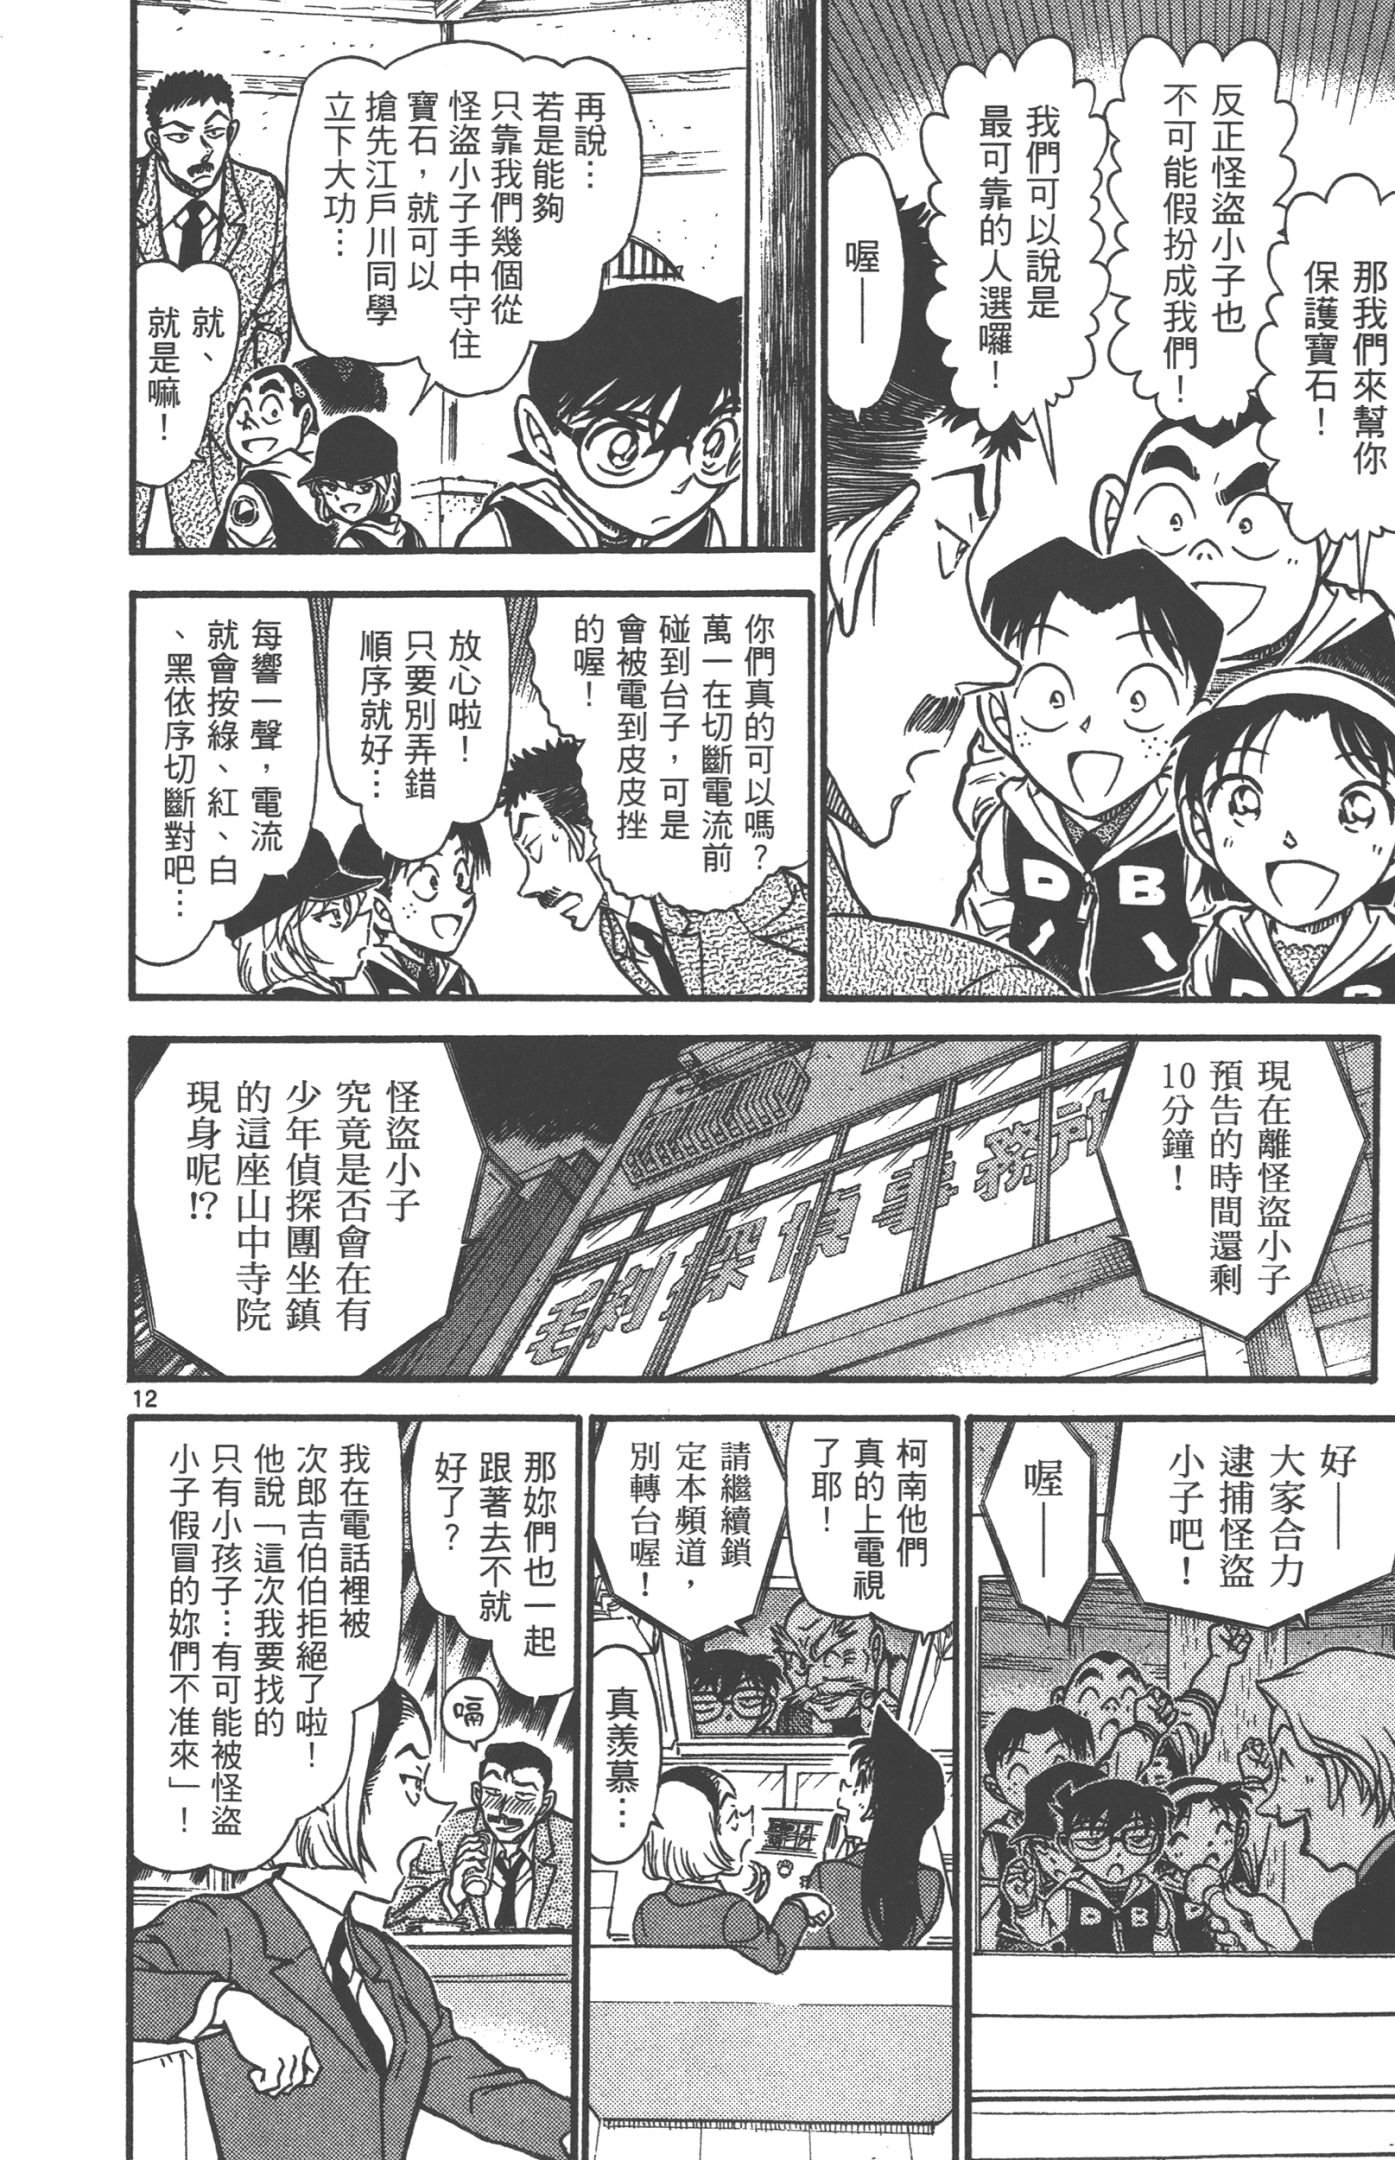 那我們來幫你
保護寶石！
反正怪盜小子也
不可能假扮成我們！
我們可以說是
最可靠的人選囉！
喔——
再說…
若是能夠
只靠我們幾個從
怪盜小子手中守住
寶石，就可以
搶先江戶川同學
立下大功…
就、
就是嘛！
你們真的可以嗎？
萬一在切斷電流前
碰到台子，可是
會被電到皮皮挫
的喔！
放心啦！
只要別弄錯
順序就好…
每響一聲，電流
就會按綠、紅、白
、黑依序切斷對吧…
D B
D B
現在離怪盜小子
預告的時間還剩
10分鐘！
毛利探偵事務所
怪盜小子
究竟是否會在有
少年偵探團坐鎮
的這座山中寺院
現身呢！？
12
好——
大家合力
逮捕怪盜
小子吧！
喔——
D B
柯南他們
真的上電視
了耶！
請繼續鎖
定本頻道，
別轉台喔！
真羨慕…
那妳們也一起
跟著去不就
好了？
嗝
我在電話裡被
次郎吉伯伯拒絕了啦！
他說「這次我要找的
只有小孩子…有可能被怪盜
小子假冒的妳們不准來」！